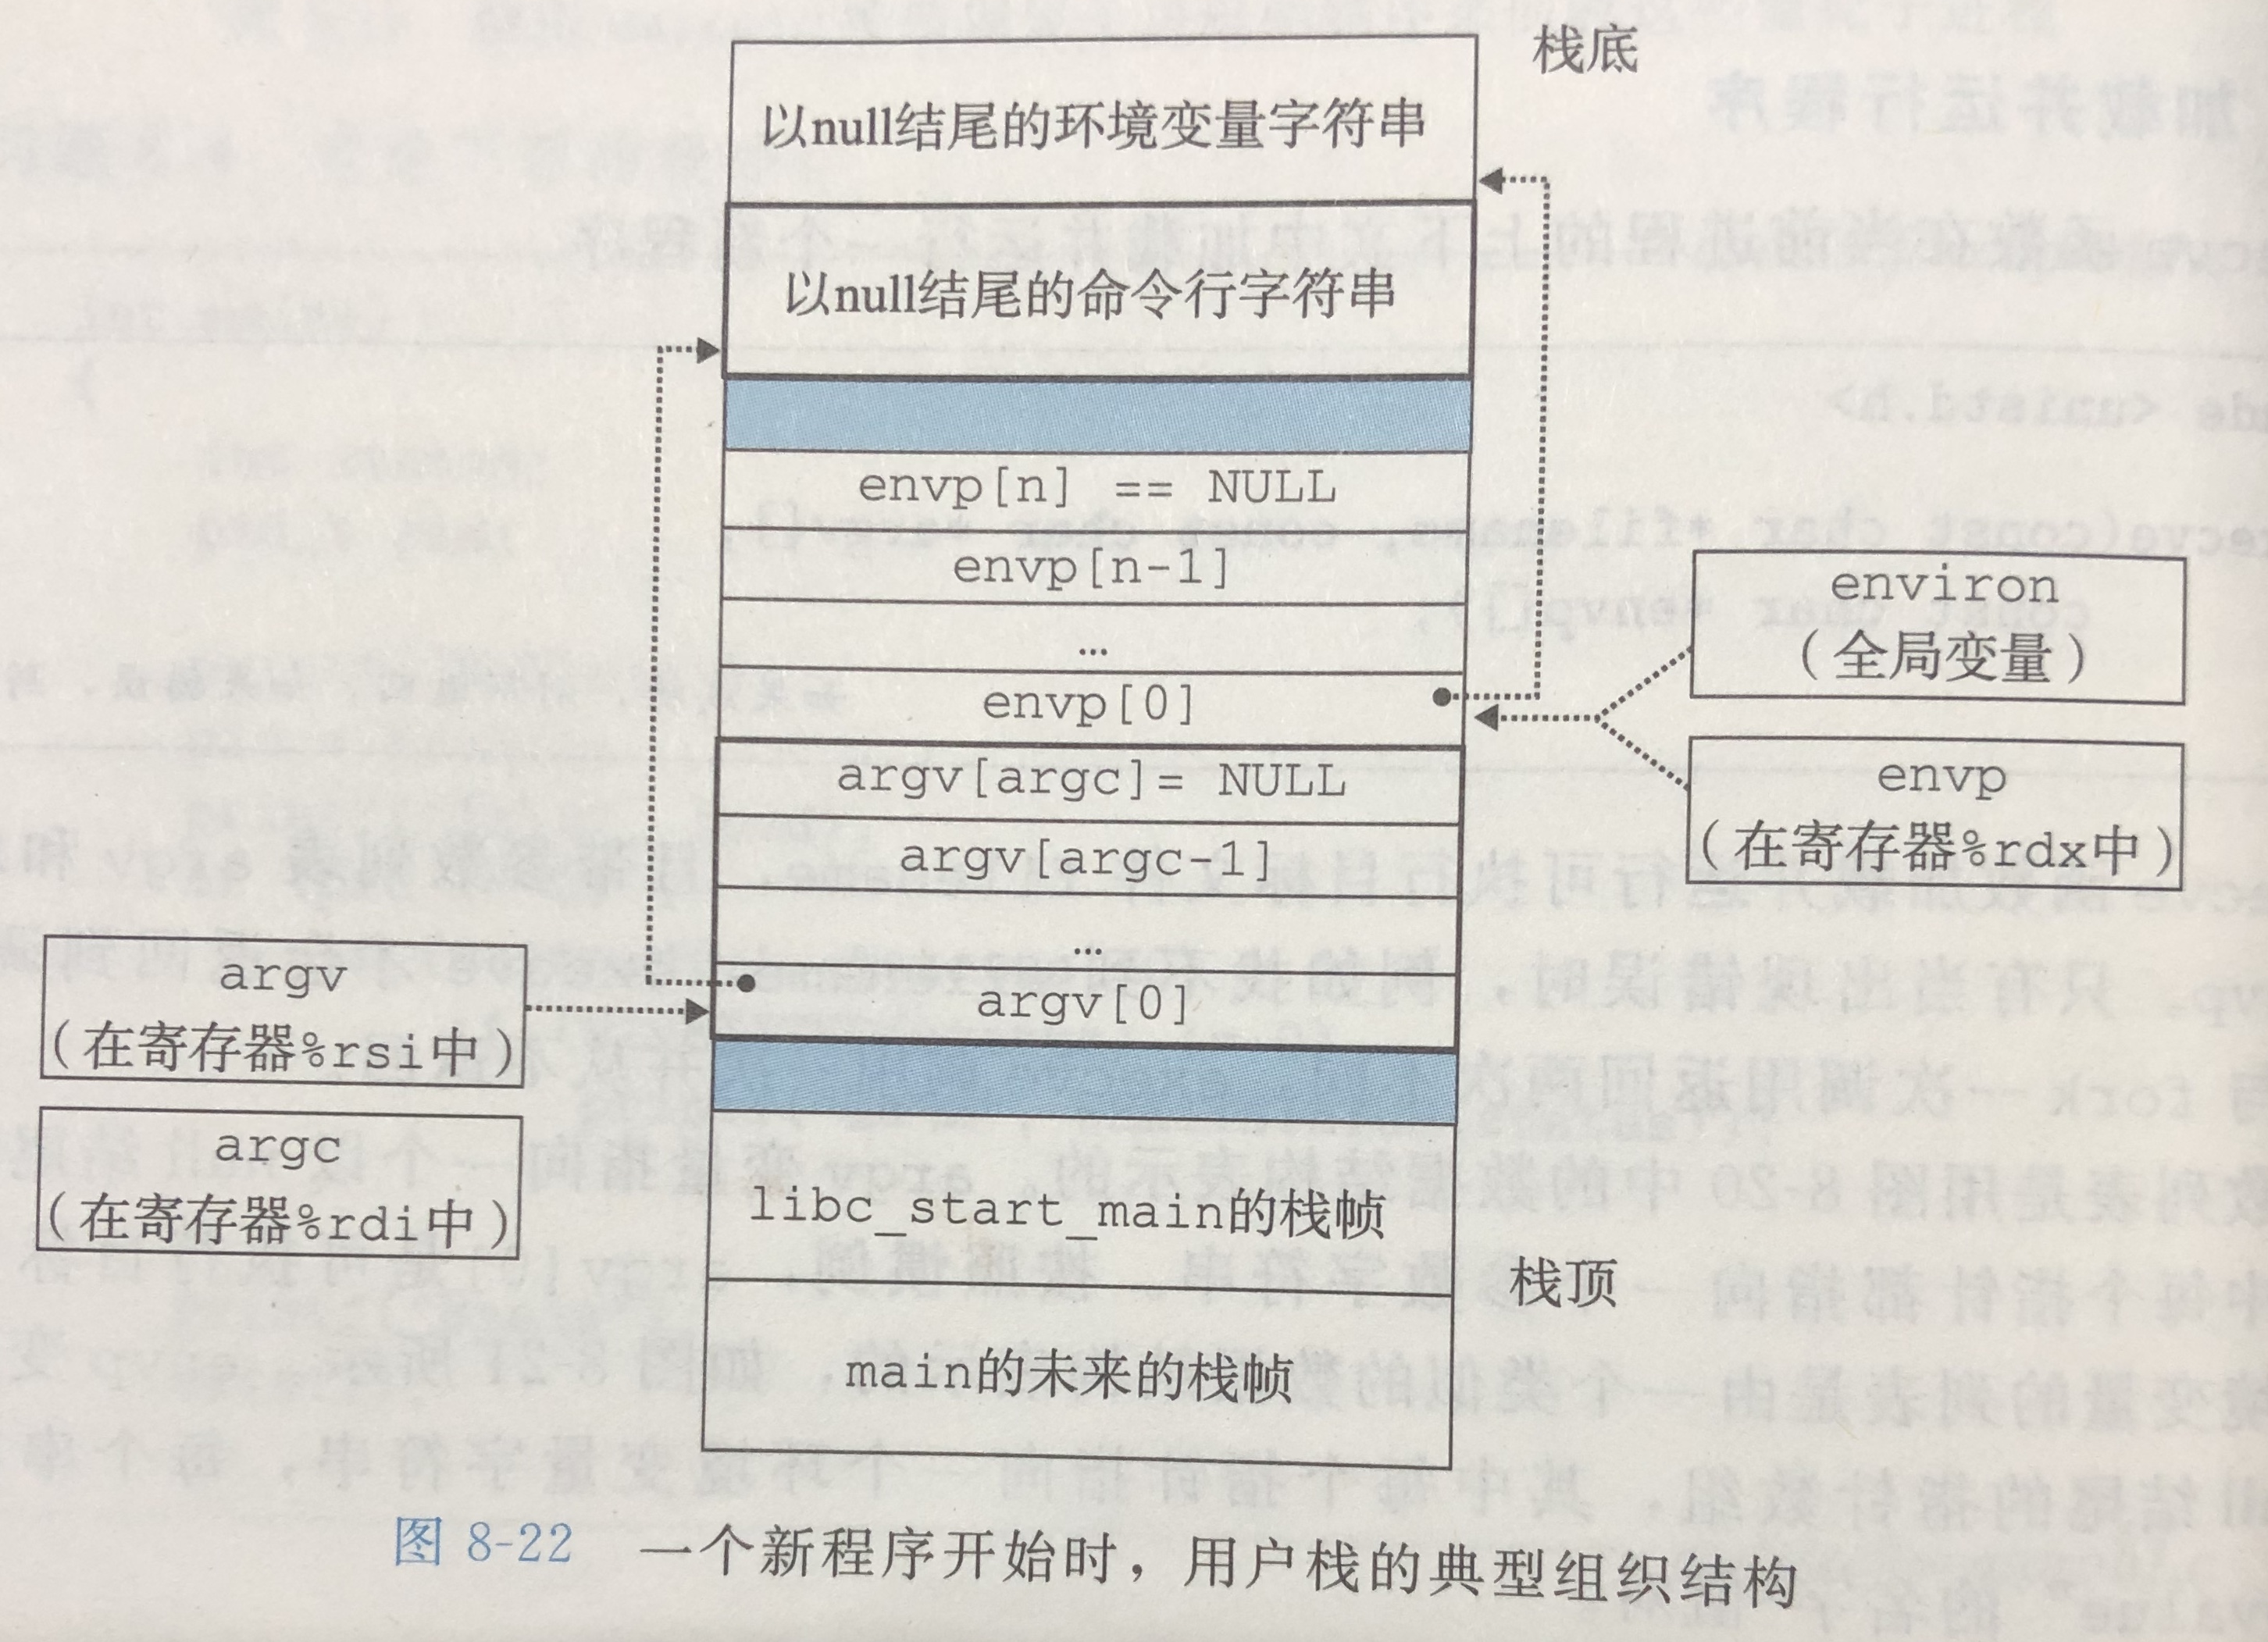 栈底
以null结尾的环境变量字符串
以null结尾的命令行字符串
envp[n] == NULL
envp[n-1]
...
envp[0]
environ
(全局变量)
envp
(在寄存器%rdx中)
argv[argc]= NULL
argv[argc-1]
...
argv[0]
argv
(在寄存器%rsi中)
argc
(在寄存器%rdi中)
libc_start_main的栈帧
栈顶
main的未来的栈帧
图 8-22 一个新程序开始时，用户栈的典型组织结构